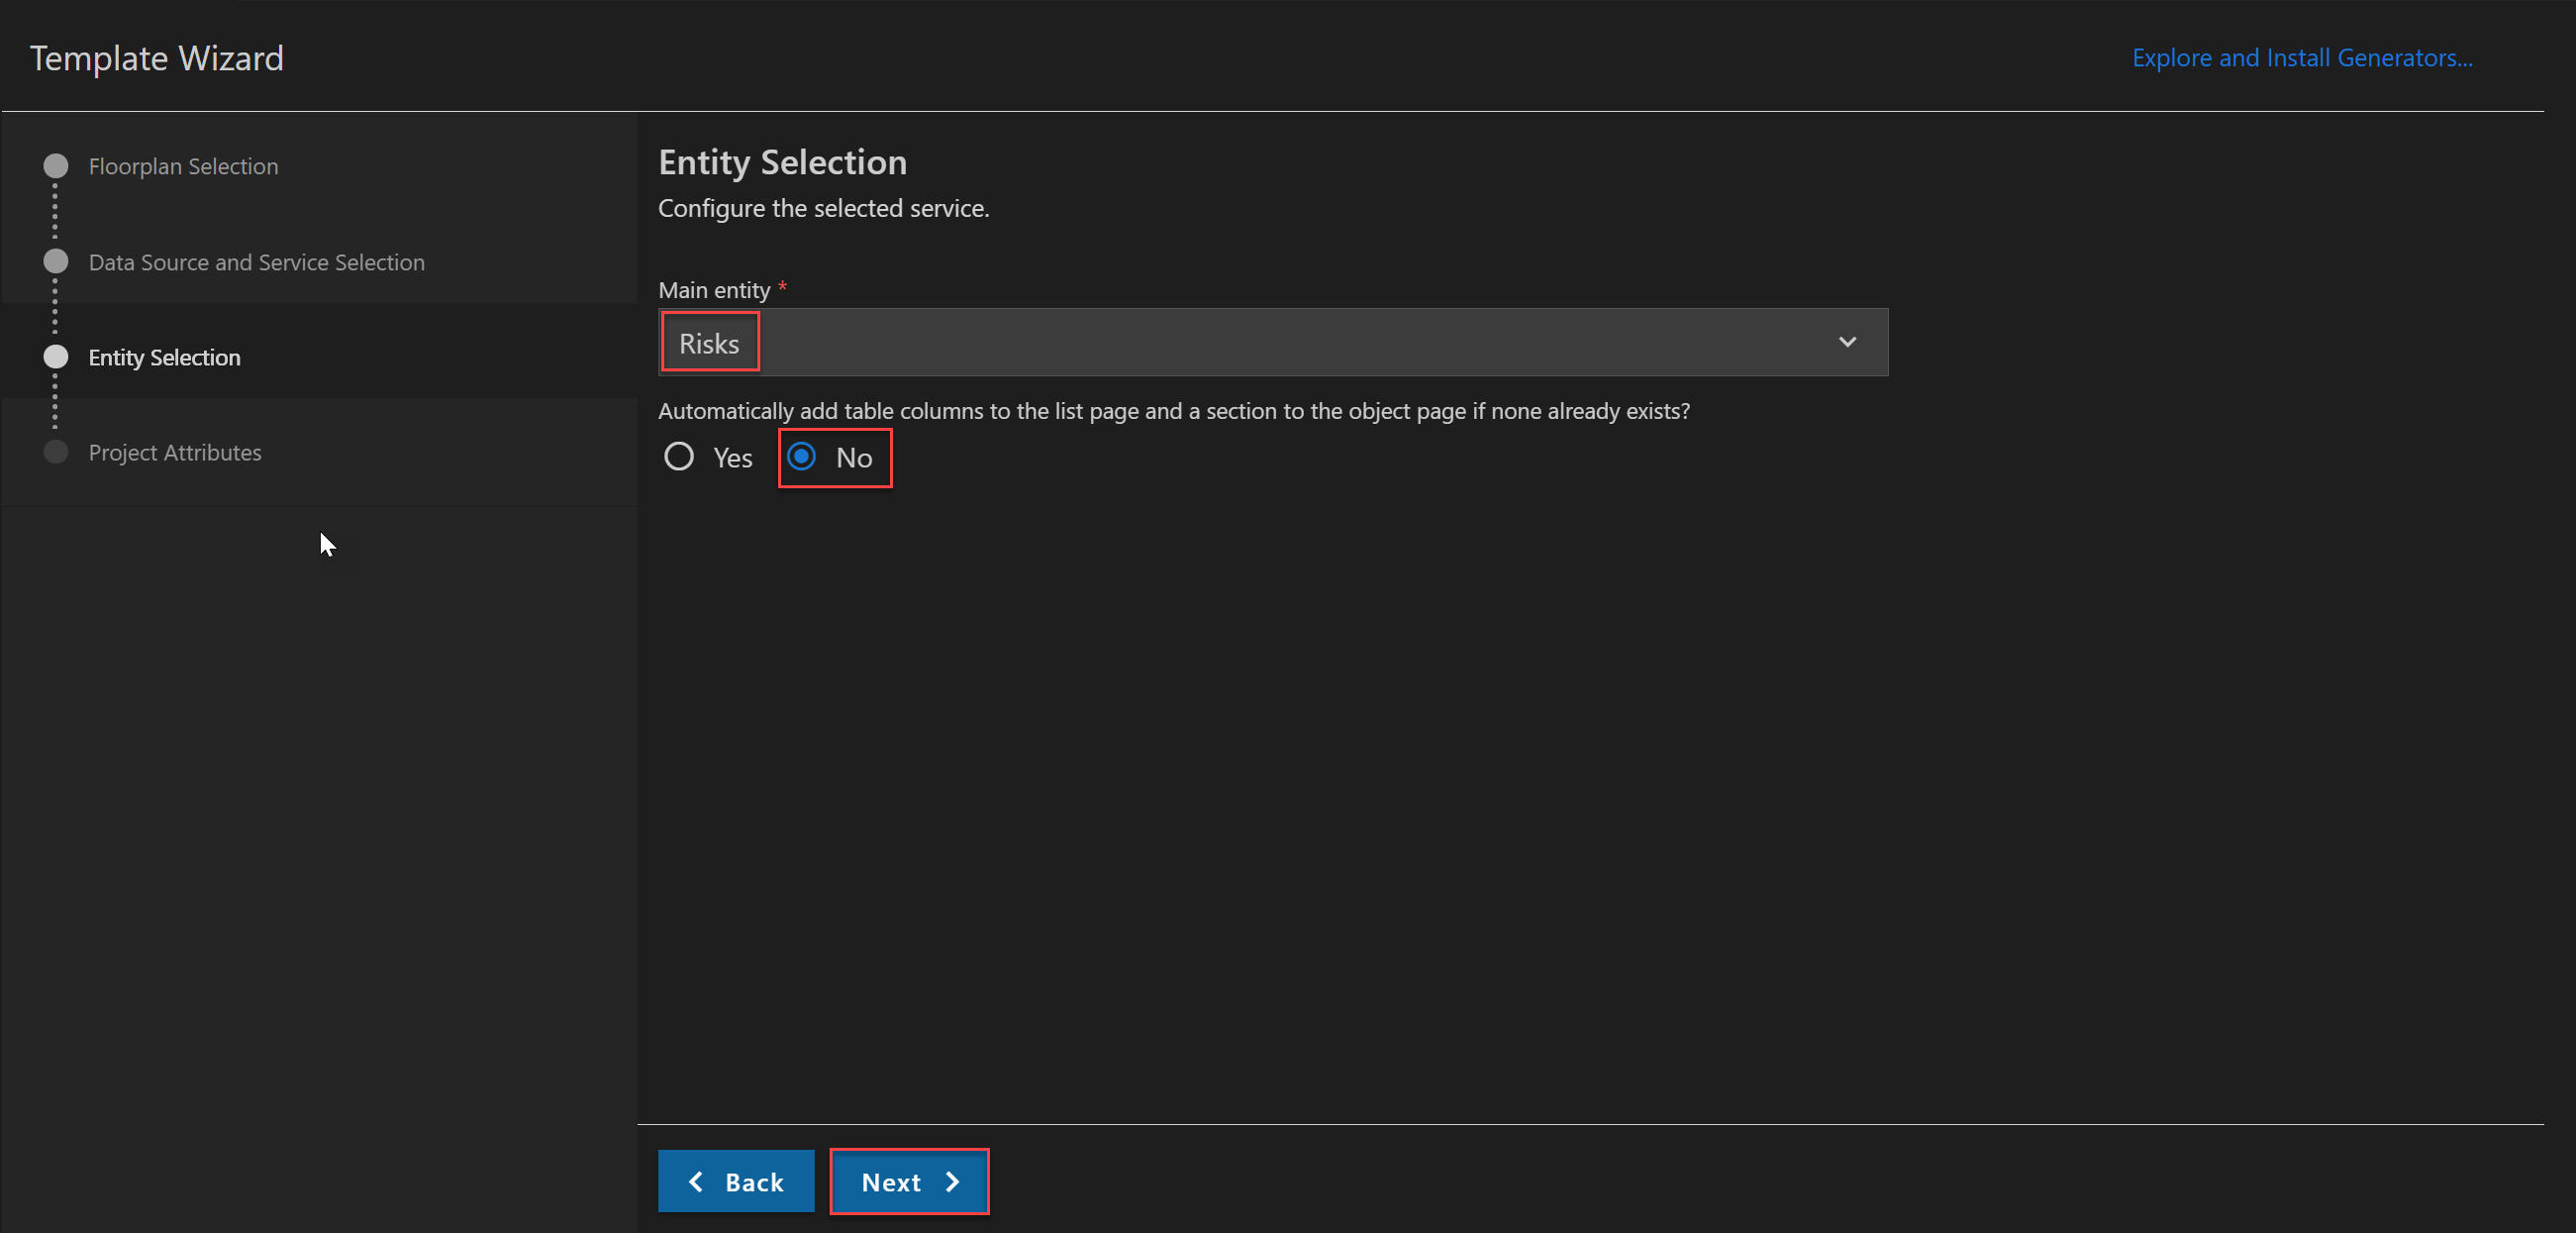 Template Wizard
Explore and Install Generators...
Floorplan Selection
Data Source and Service Selection
Entity Selection
Project Attributes
Entity Selection
Configure the selected service.
Main entity *
Risks
Automatically add table columns to the list page and a section to the object page if none already exists?
Yes No
Back Next